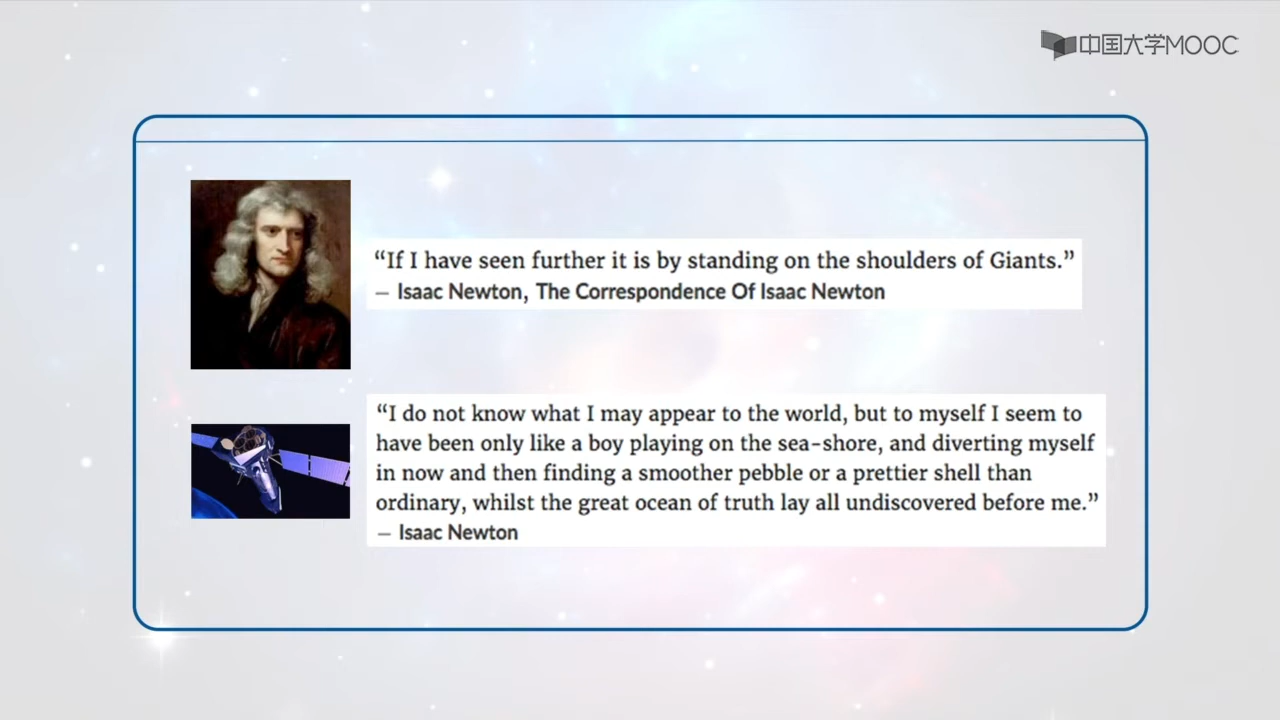 中国大学MOOC
“If I have seen further it is by standing on the shoulders of Giants.”
— Isaac Newton, The Correspondence Of Isaac Newton
“I do not know what I may appear to the world, but to myself I seem to
have been only like a boy playing on the sea-shore, and diverting myself
in now and then finding a smoother pebble or a prettier shell than
ordinary, whilst the great ocean of truth lay all undiscovered before me.”
— Isaac Newton